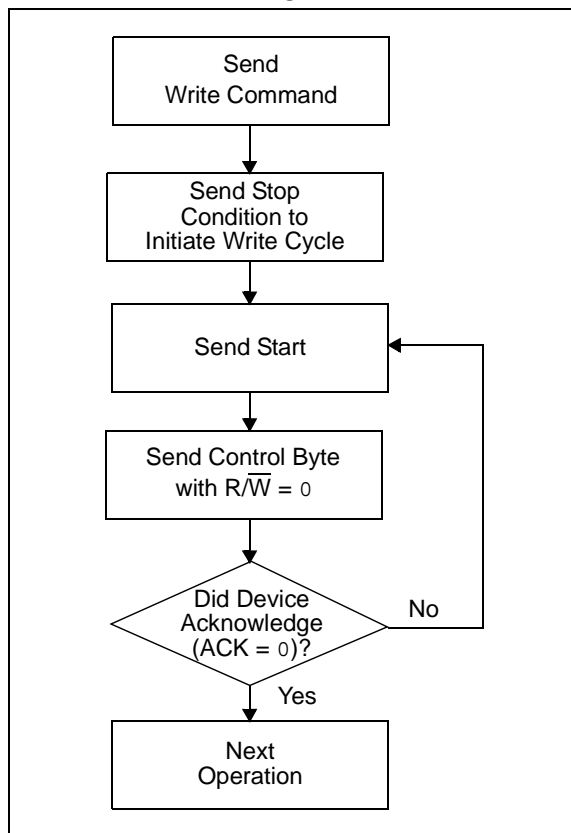 Send
Write Command
Send Stop
Condition to
Initiate Write Cycle
Send Start
Send Control Byte
with R/W̅ = 0
Did Device
Acknowledge
(ACK = 0)?
No
Yes
Next
Operation